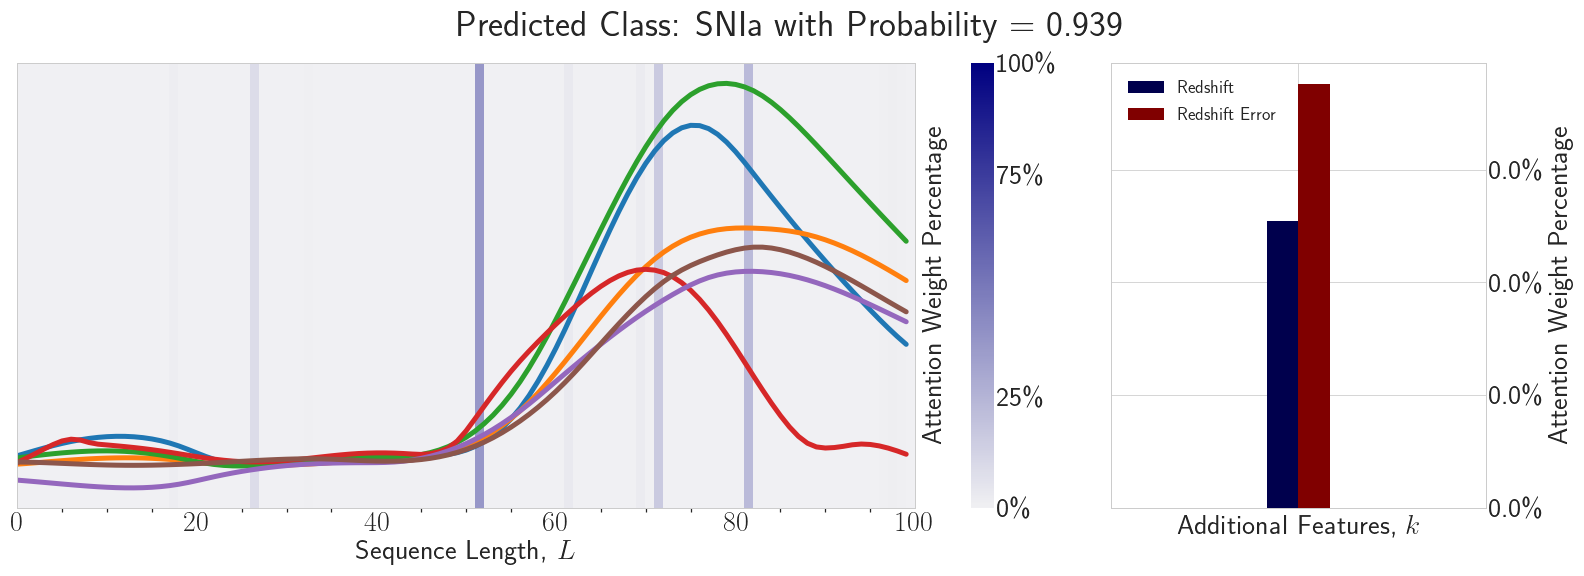 Predicted Class: SNIa with Probability = 0.939
0
20
40
60
80
100
Sequence Length, L
100%
75%
25%
0%
Attention Weight Percentage
Redshift
Redshift Error
0.0%
0.0%
0.0%
0.0%
Additional Features, k
Attention Weight Percentage